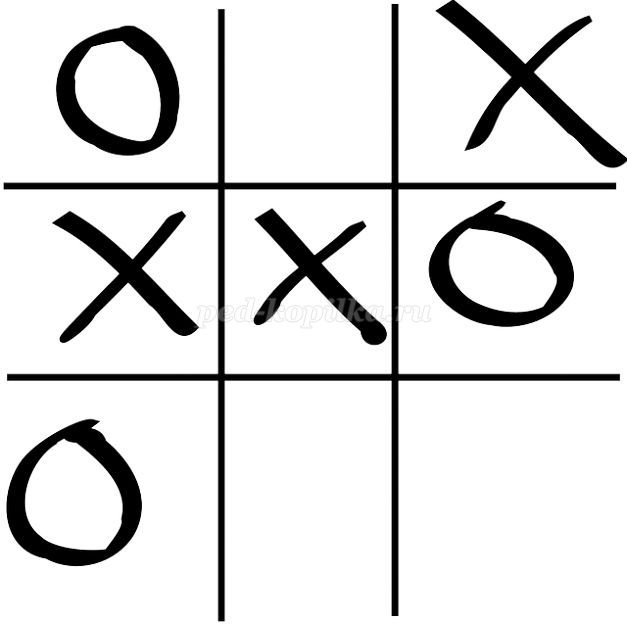 O X
X X O
ped-kopilka.ru
O